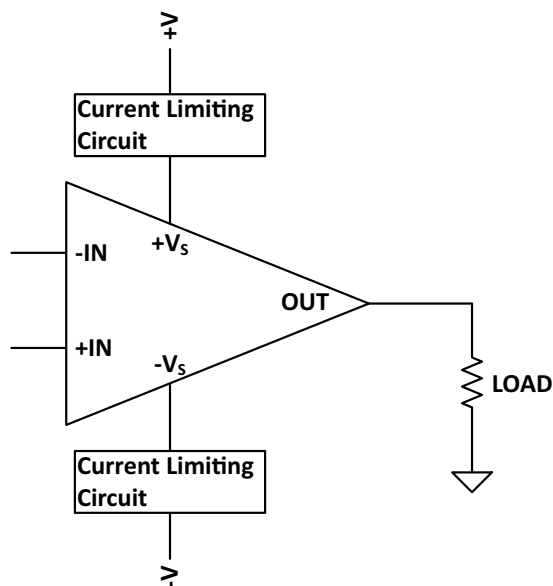 +V
Current Limiting
Circuit
+Vs
-IN
OUT
+IN
-Vs
LOAD
Current Limiting
Circuit
-V